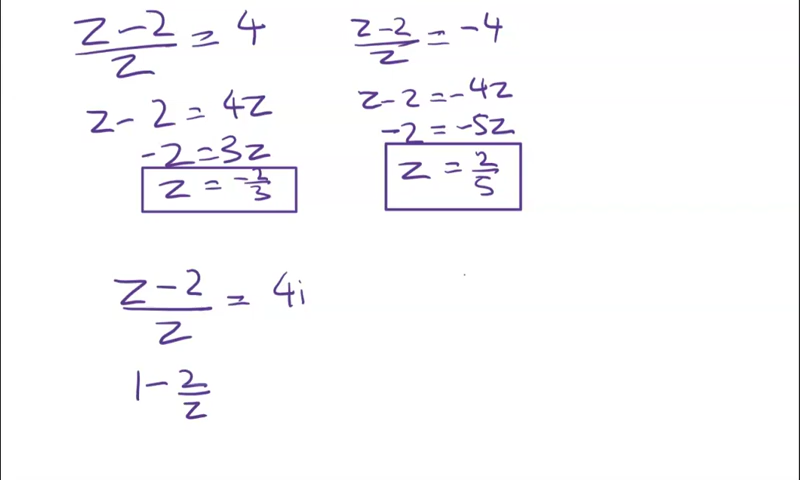 z-2/z = 4
z - 2 = 4z
-2 = 3z
z = -2/3
z-2/z = -4
z - 2 = -4z
-2 = -5z
z = 2/5
z-2/z = 4i
1 - 2/z